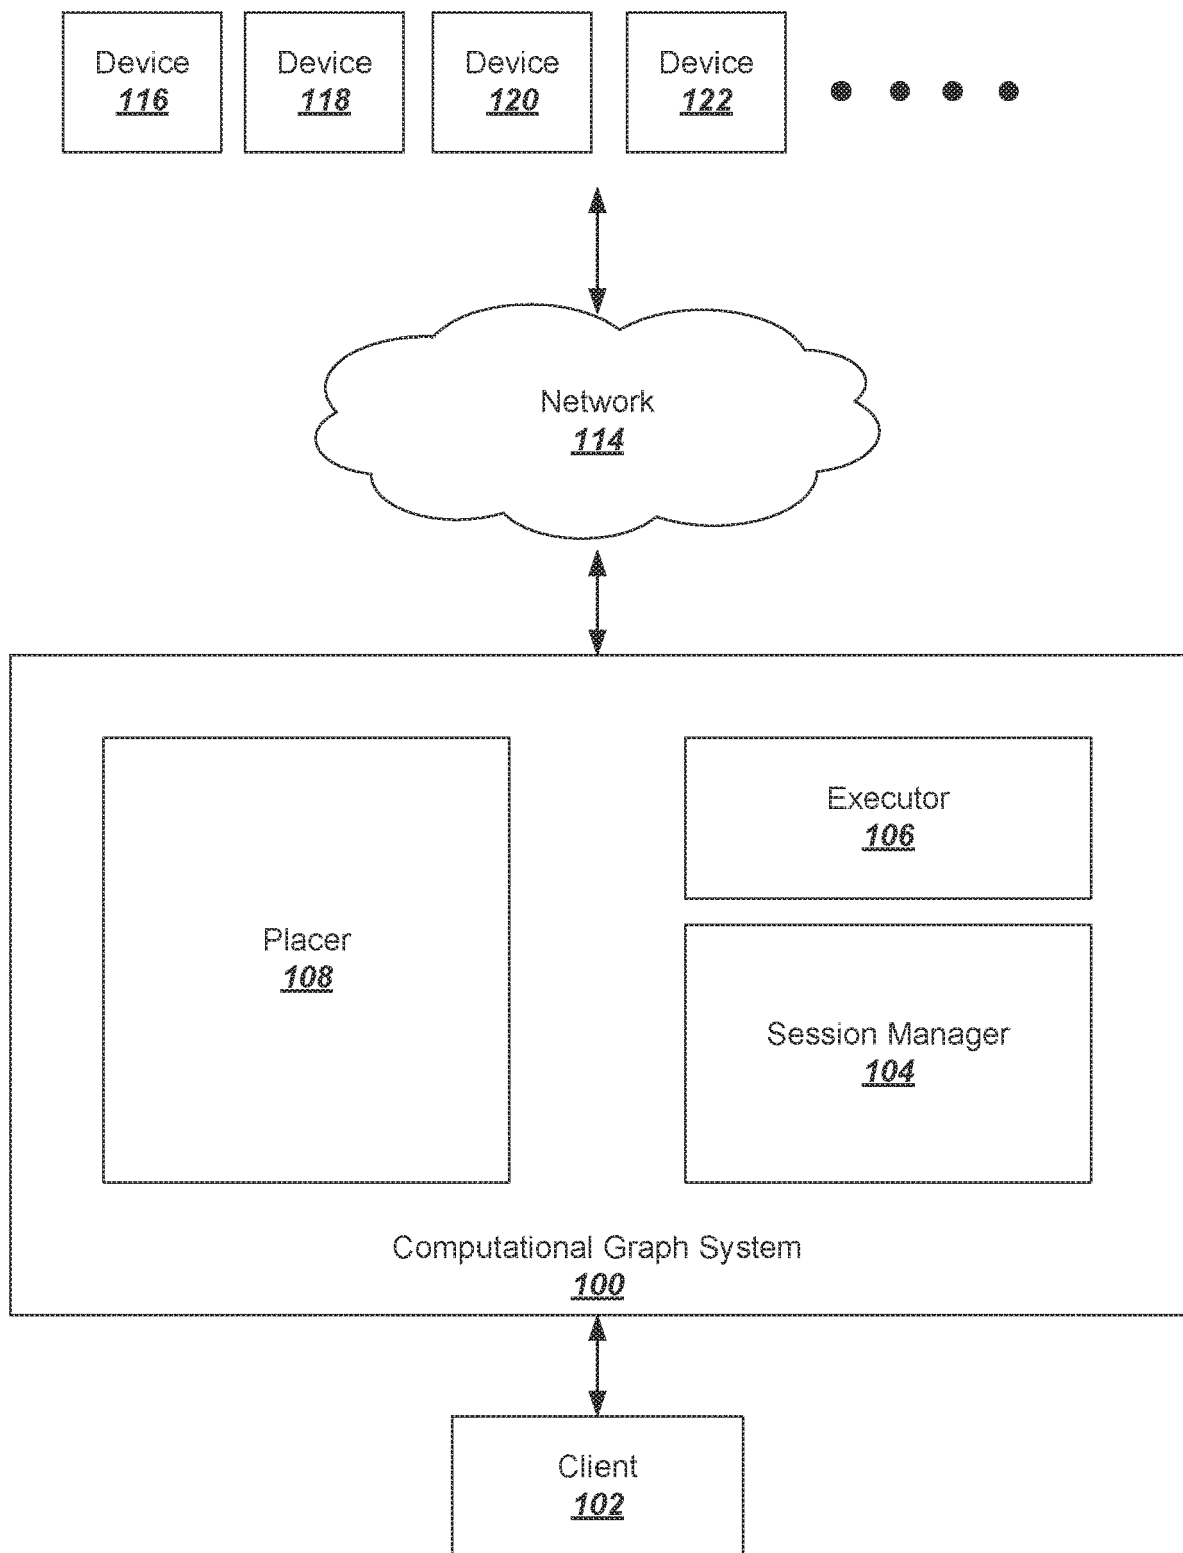 Device
116
Device
118
Device
120
Device
122
Network
114
Placer
108
Executor
106
Session Manager
104
Computational Graph System
100
Client
102